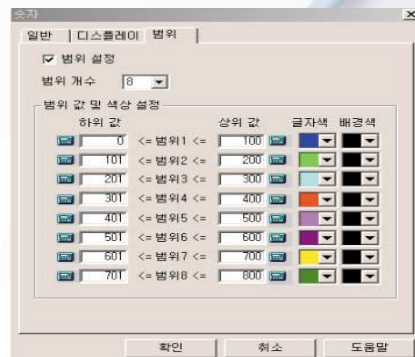 숫자
일반 디스플레이 범위
범위 설정
범위 개수 8
범위 값 및 색상 설정
하위 값 상위 값 글자색 배경색
0 <= 범위1 <= 100
101 <= 범위2 <= 200
201 <= 범위3 <= 300
301 <= 범위4 <= 400
401 <= 범위5 <= 500
501 <= 범위6 <= 600
601 <= 범위7 <= 700
701 <= 범위8 <= 800
확인 취소 도움말